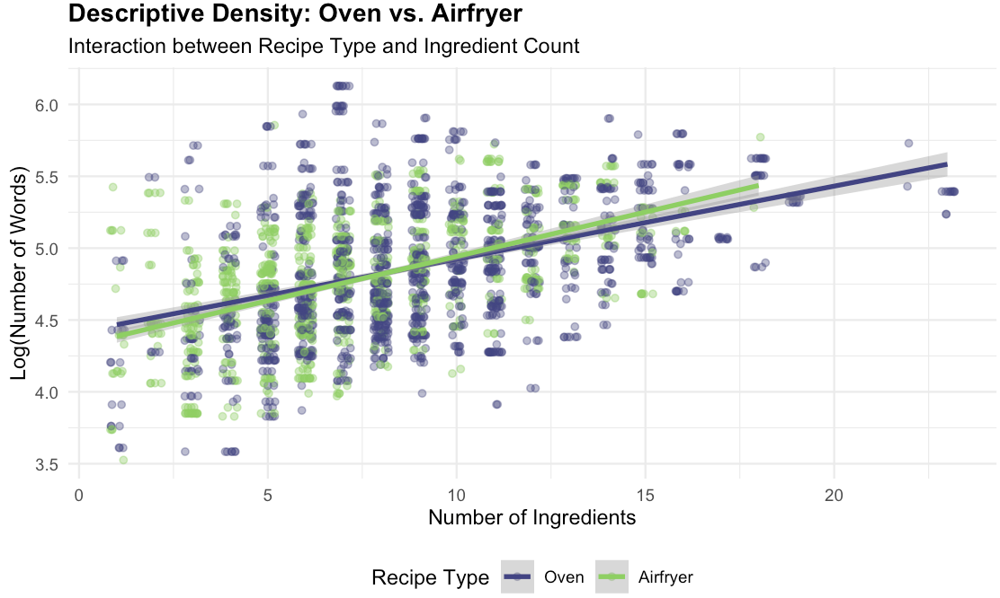 Descriptive Density: Oven vs. Airfryer
Interaction between Recipe Type and Ingredient Count
Log(Number of Words)
6.0
5.5
5.0
4.5
4.0
3.5
0 5 10 15 20
Number of Ingredients
Recipe Type Oven Airfryer